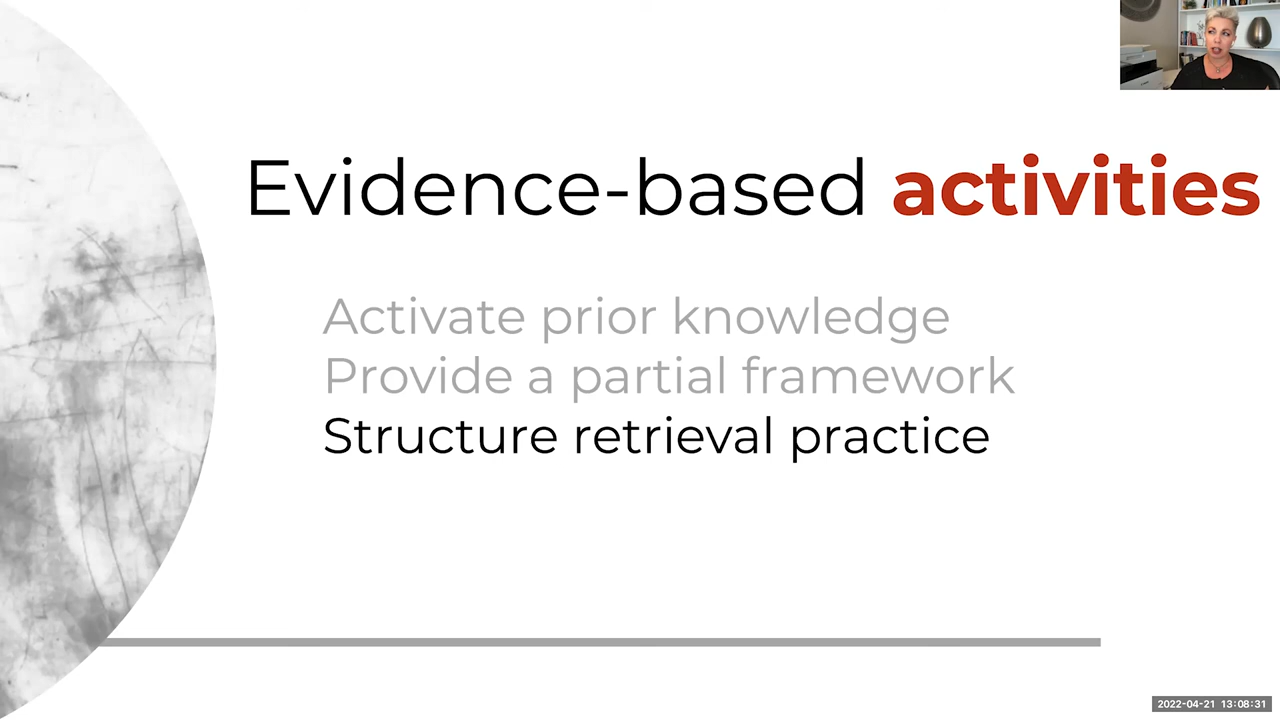 Evidence-based activities
Activate prior knowledge
Provide a partial framework
Structure retrieval practice
2022-04-21 13:08:31